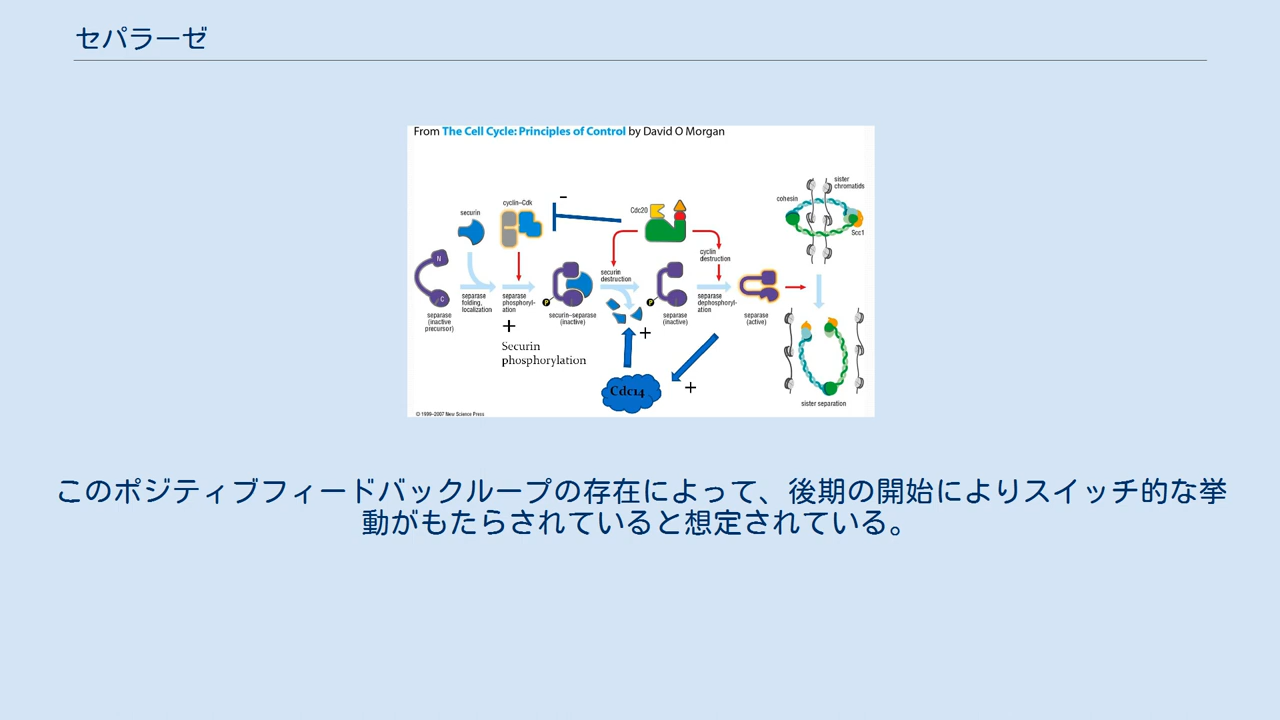 セパラーゼ
From The Cell Cycle: Principles of Control by David O Morgan
sister
chromatids
cohesin
Scc1
securin
cyclin–Cdk
–
Cdc20
cyclin
destruction
securin
destruction
N
C
P
P
separase
(inactive
precursor)
separase
folding,
localization
separase
phosphoryl-
ation
securin–separase
(inactive)
separase
(inactive)
separase
dephosphoryl-
ation
separase
(active)
+
Securin
phosphorylation
+
Cdc14
+
sister separation
© 1999–2007 New Science Press
このポジティブフィードバックループの存在によって、後期の開始によりスイッチ的な挙
動がもたらされていると想定されている。